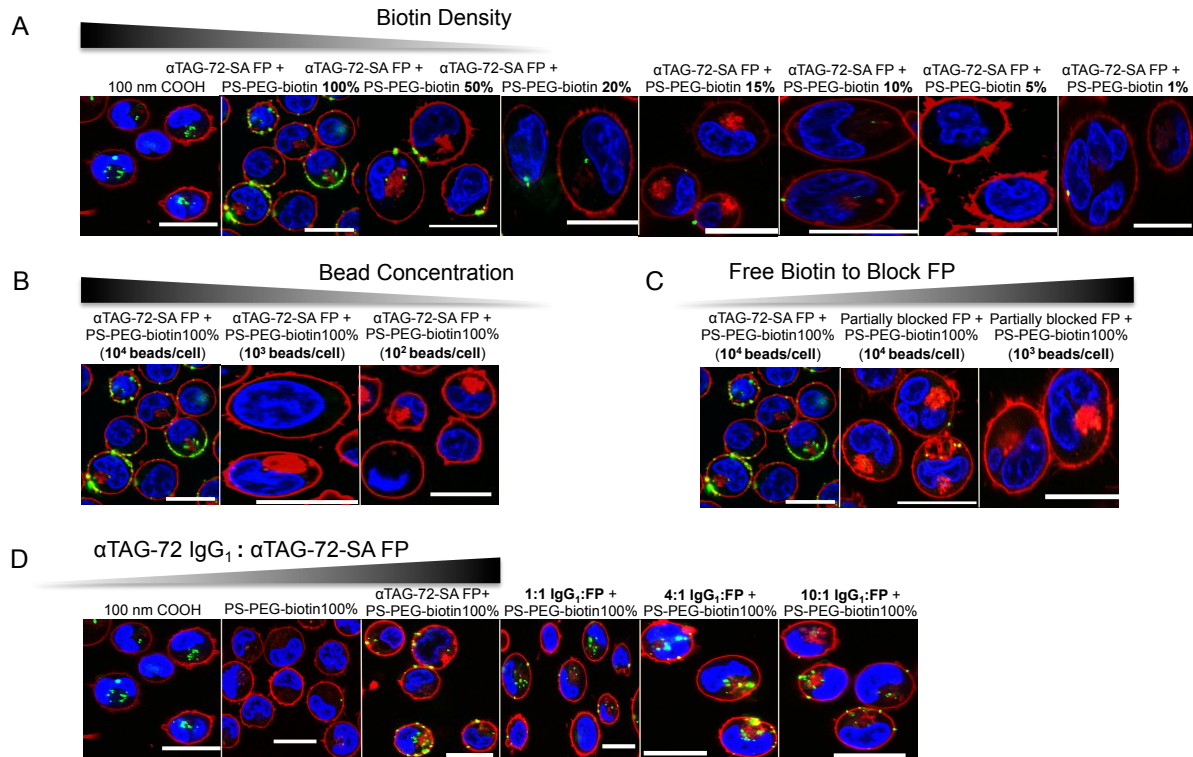 A
Biotin Density
αTAG-72-SA FP + αTAG-72-SA FP + αTAG-72-SA FP + αTAG-72-SA FP + αTAG-72-SA FP + αTAG-72-SA FP + αTAG-72-SA FP +
100 nm COOH PS-PEG-biotin 100% PS-PEG-biotin 50% PS-PEG-biotin 20% PS-PEG-biotin 15% PS-PEG-biotin 10% PS-PEG-biotin 5% PS-PEG-biotin 1%
B
Bead Concentration
αTAG-72-SA FP + αTAG-72-SA FP + αTAG-72-SA FP +
PS-PEG-biotin100% PS-PEG-biotin100% PS-PEG-biotin100%
(10⁴ beads/cell) (10³ beads/cell) (10² beads/cell)
C
Free Biotin to Block FP
αTAG-72-SA FP + Partially blocked FP + Partially blocked FP +
PS-PEG-biotin100% PS-PEG-biotin100% PS-PEG-biotin100%
(10⁴ beads/cell) (10⁴ beads/cell) (10³ beads/cell)
D
αTAG-72 IgG₁ : αTAG-72-SA FP
αTAG-72-SA FP+ 1:1 IgG₁:FP + 4:1 IgG₁:FP + 10:1 IgG₁:FP +
100 nm COOH PS-PEG-biotin100% PS-PEG-biotin100% PS-PEG-biotin100% PS-PEG-biotin100% PS-PEG-biotin100%